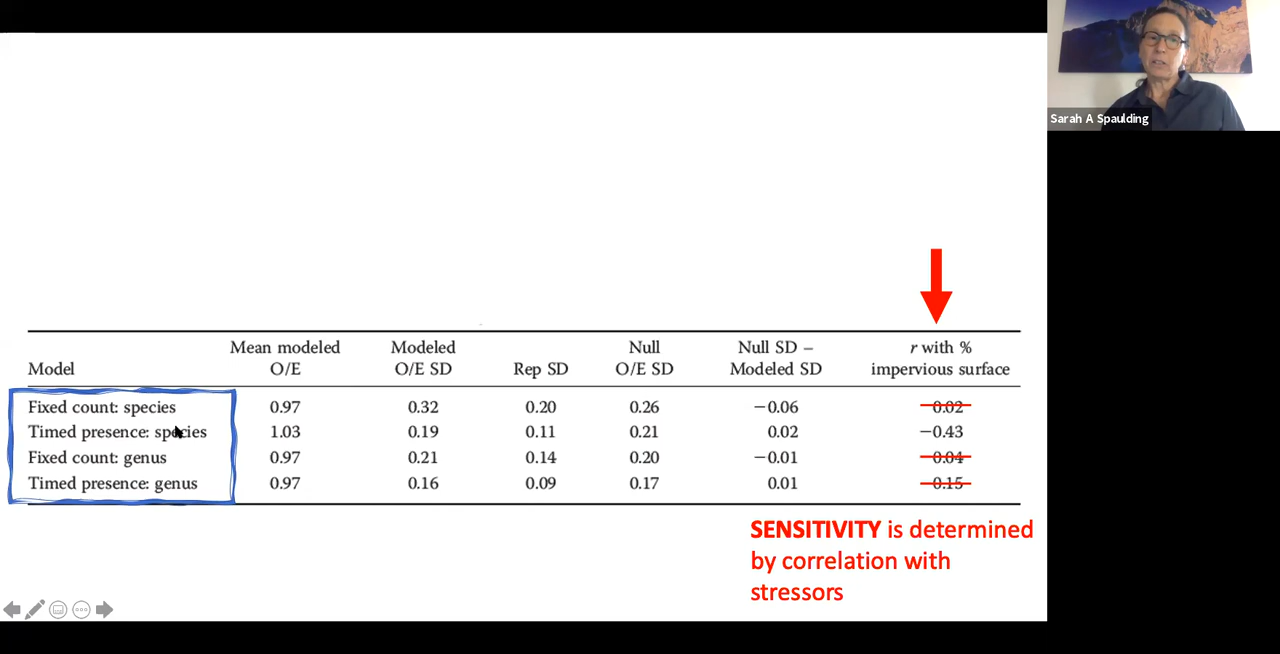 Sarah A Spaulding
Mean modeled Modeled Null Null SD – r with %
Model O/E O/E SD Rep SD O/E SD Modeled SD impervious surface
Fixed count: species 0.97 0.32 0.20 0.26 −0.06 0.02
Timed presence: species 1.03 0.19 0.11 0.21 0.02 −0.43
Fixed count: genus 0.97 0.21 0.14 0.20 −0.01 0.04
Timed presence: genus 0.97 0.16 0.09 0.17 0.01 0.15
SENSITIVITY is determined
by correlation with
stressors